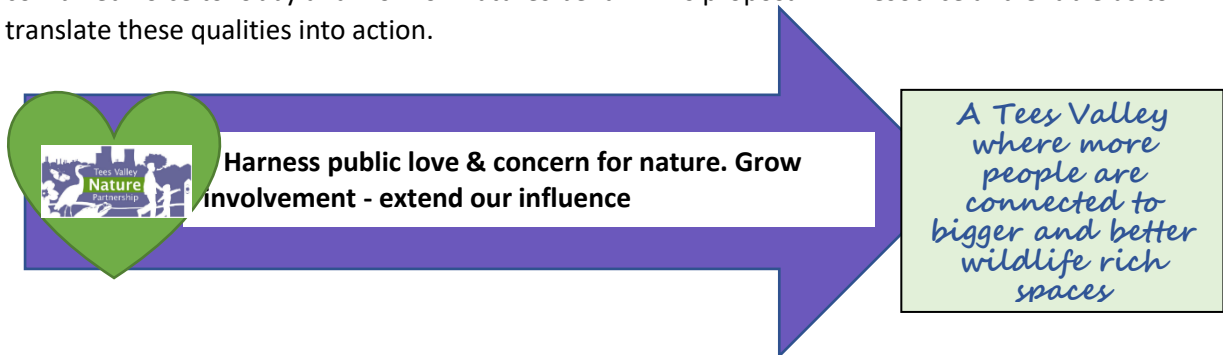 translate these qualities into action.
Tees Valley
Nature
Partnership
Harness public love & concern for nature. Grow
involvement - extend our influence
A Tees Valley
where more
people are
connected to
bigger and better
wildlife rich
spaces